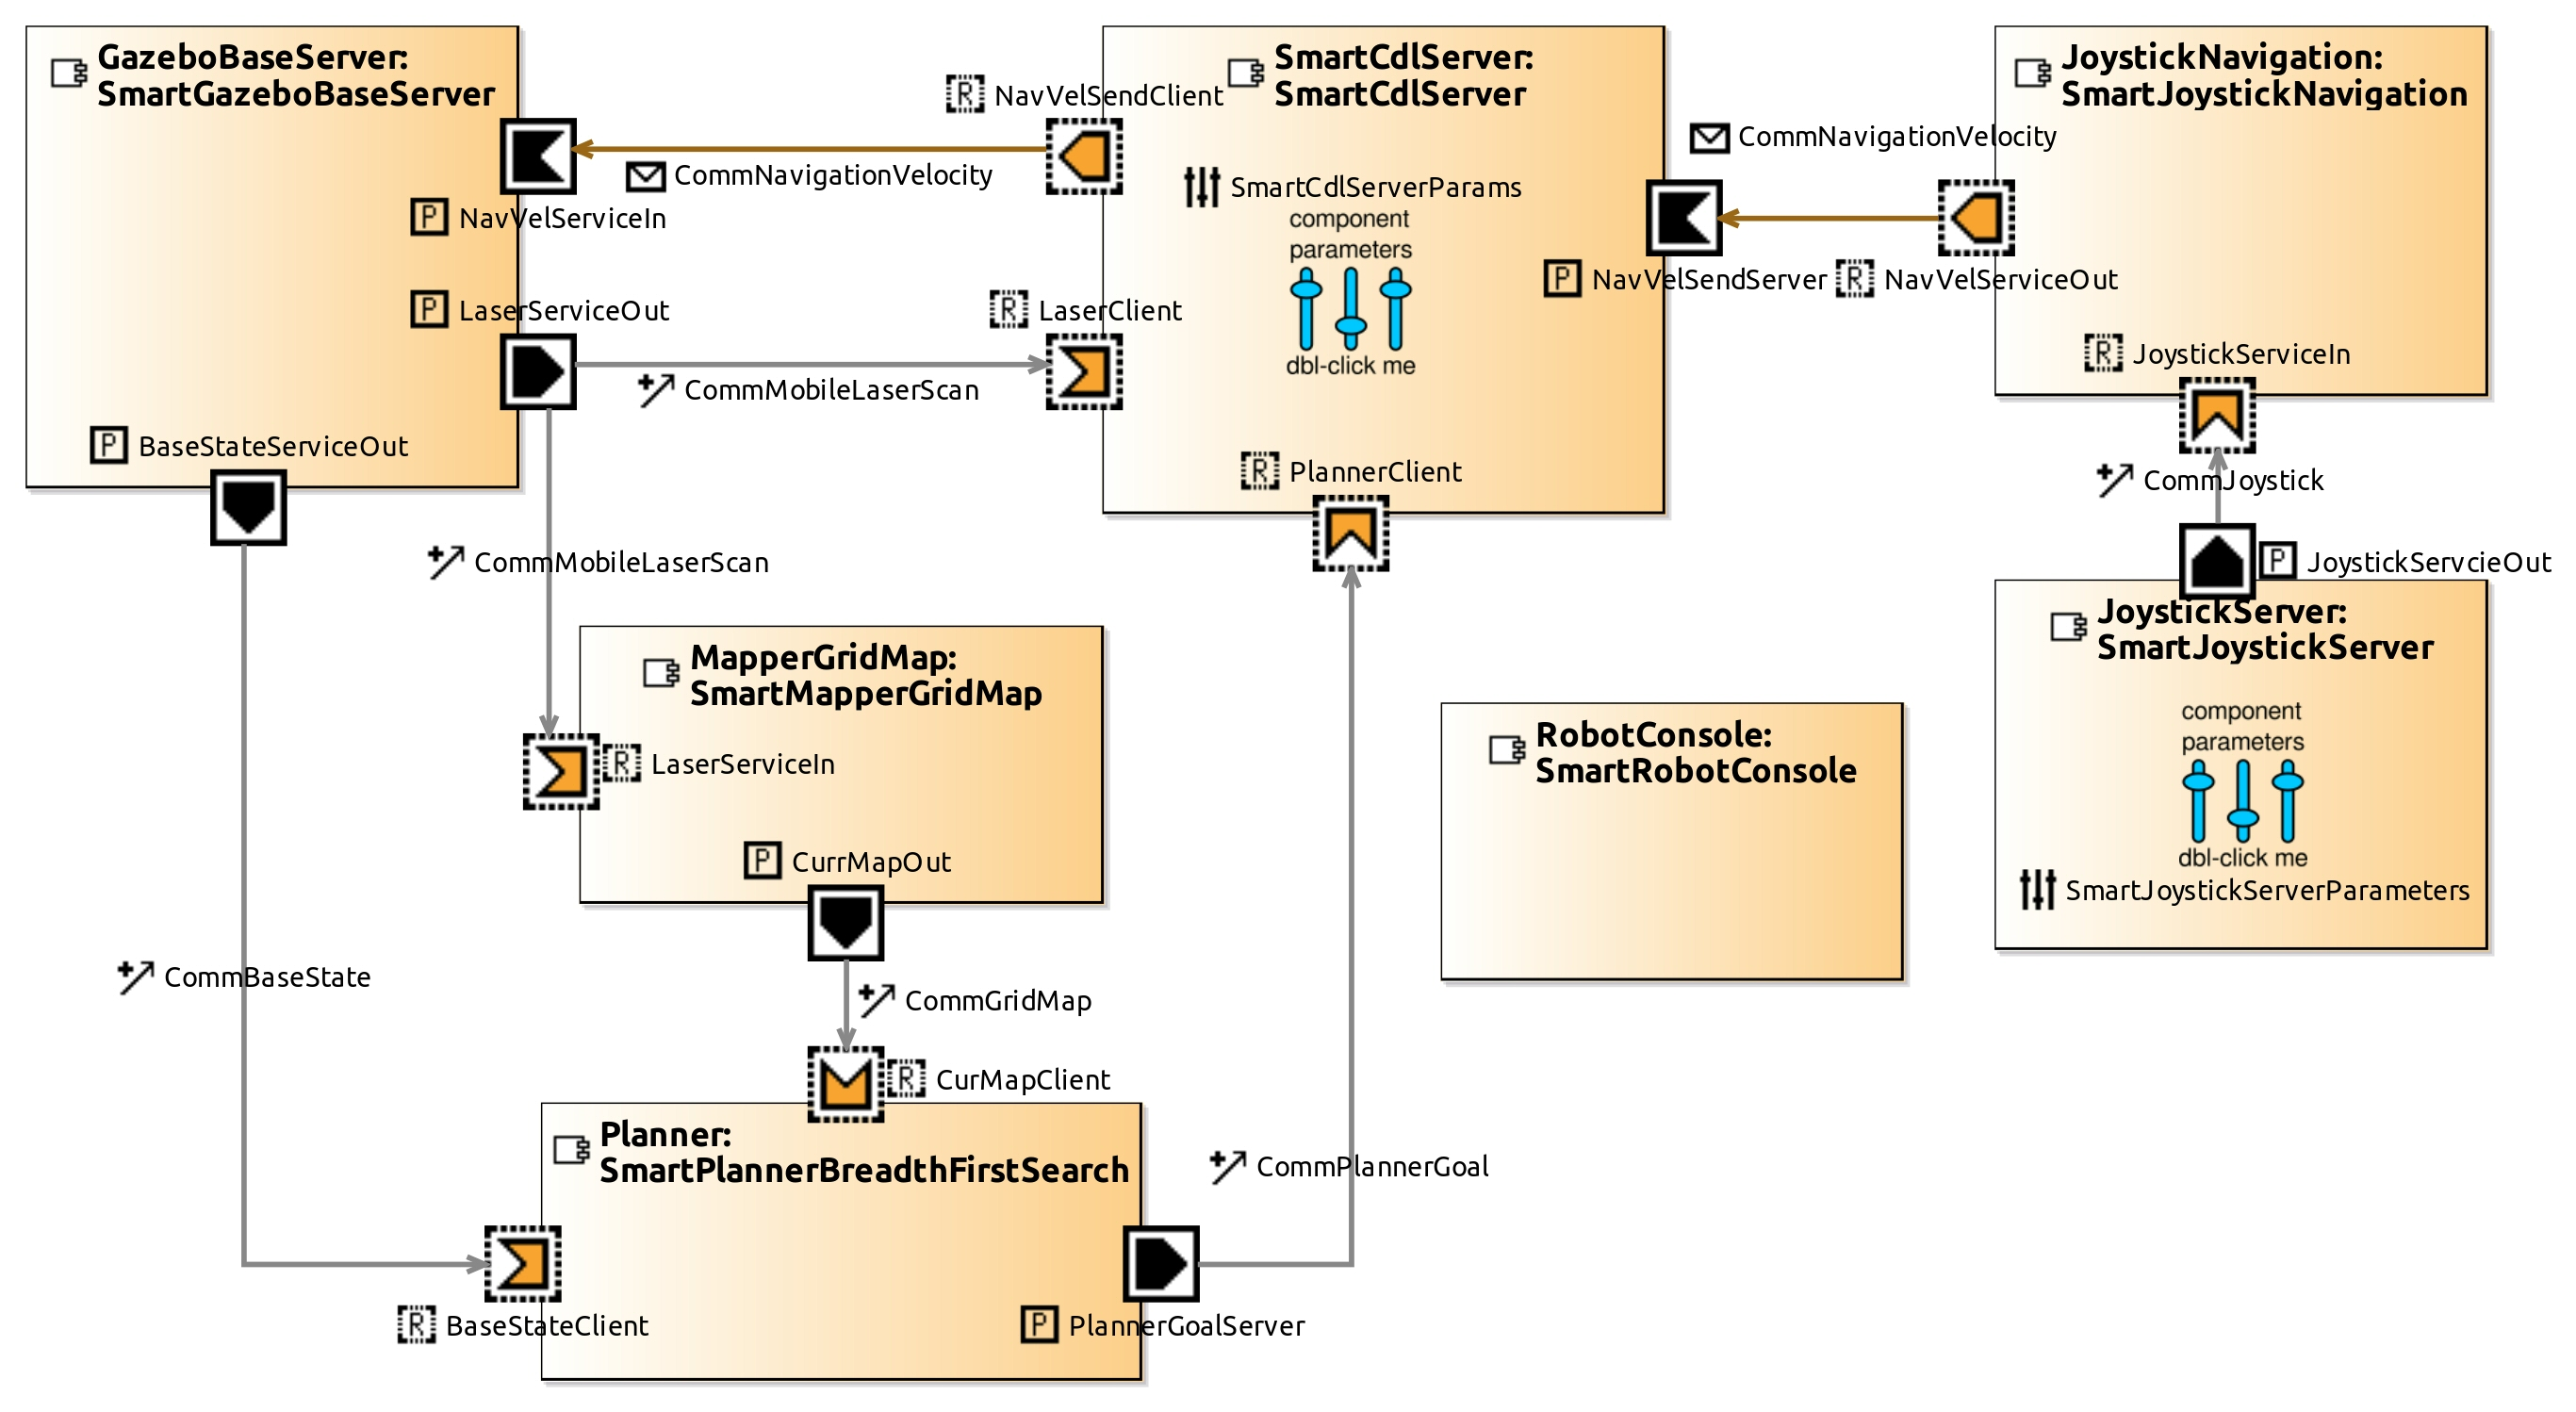 GazeboBaseServer:
SmartGazeboBaseServer
P NavVelServiceIn
P LaserServiceOut
P BaseStateServiceOut
R NavVelSendClient
CommNavigationVelocity
R LaserClient
CommMobileLaserScan
SmartCdlServer:
SmartCdlServer
SmartCdlServerParams
component
parameters
dbl-click me
R PlannerClient
P NavVelSendServer
CommNavigationVelocity
R NavVelServiceOut
JoystickNavigation:
SmartJoystickNavigation
R JoystickServiceIn
CommJoystick
P JoystickServcieOut
JoystickServer:
SmartJoystickServer
component
parameters
dbl-click me
SmartJoystickServerParameters
CommMobileLaserScan
MapperGridMap:
SmartMapperGridMap
R LaserServiceIn
P CurrMapOut
RobotConsole:
SmartRobotConsole
CommBaseState
CommGridMap
R CurMapClient
Planner:
SmartPlannerBreadthFirstSearch
CommPlannerGoal
R BaseStateClient
P PlannerGoalServer